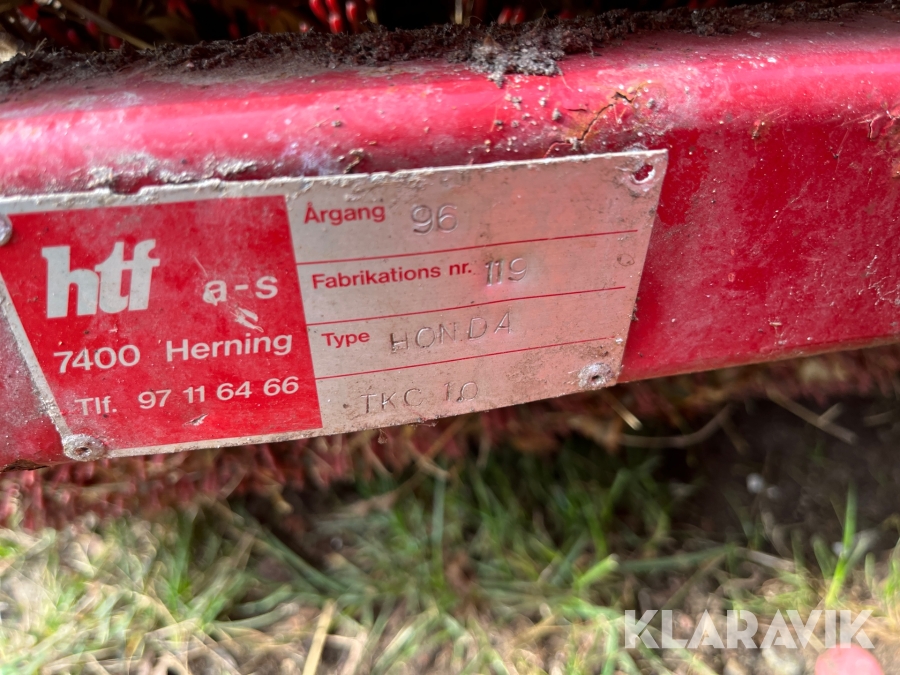 htf a-s
7400 Herning
Tlf. 97 11 64 66
Årgang 96
Fabrikations nr. 119
Type HONDA
TKC 10
KLARAVIK